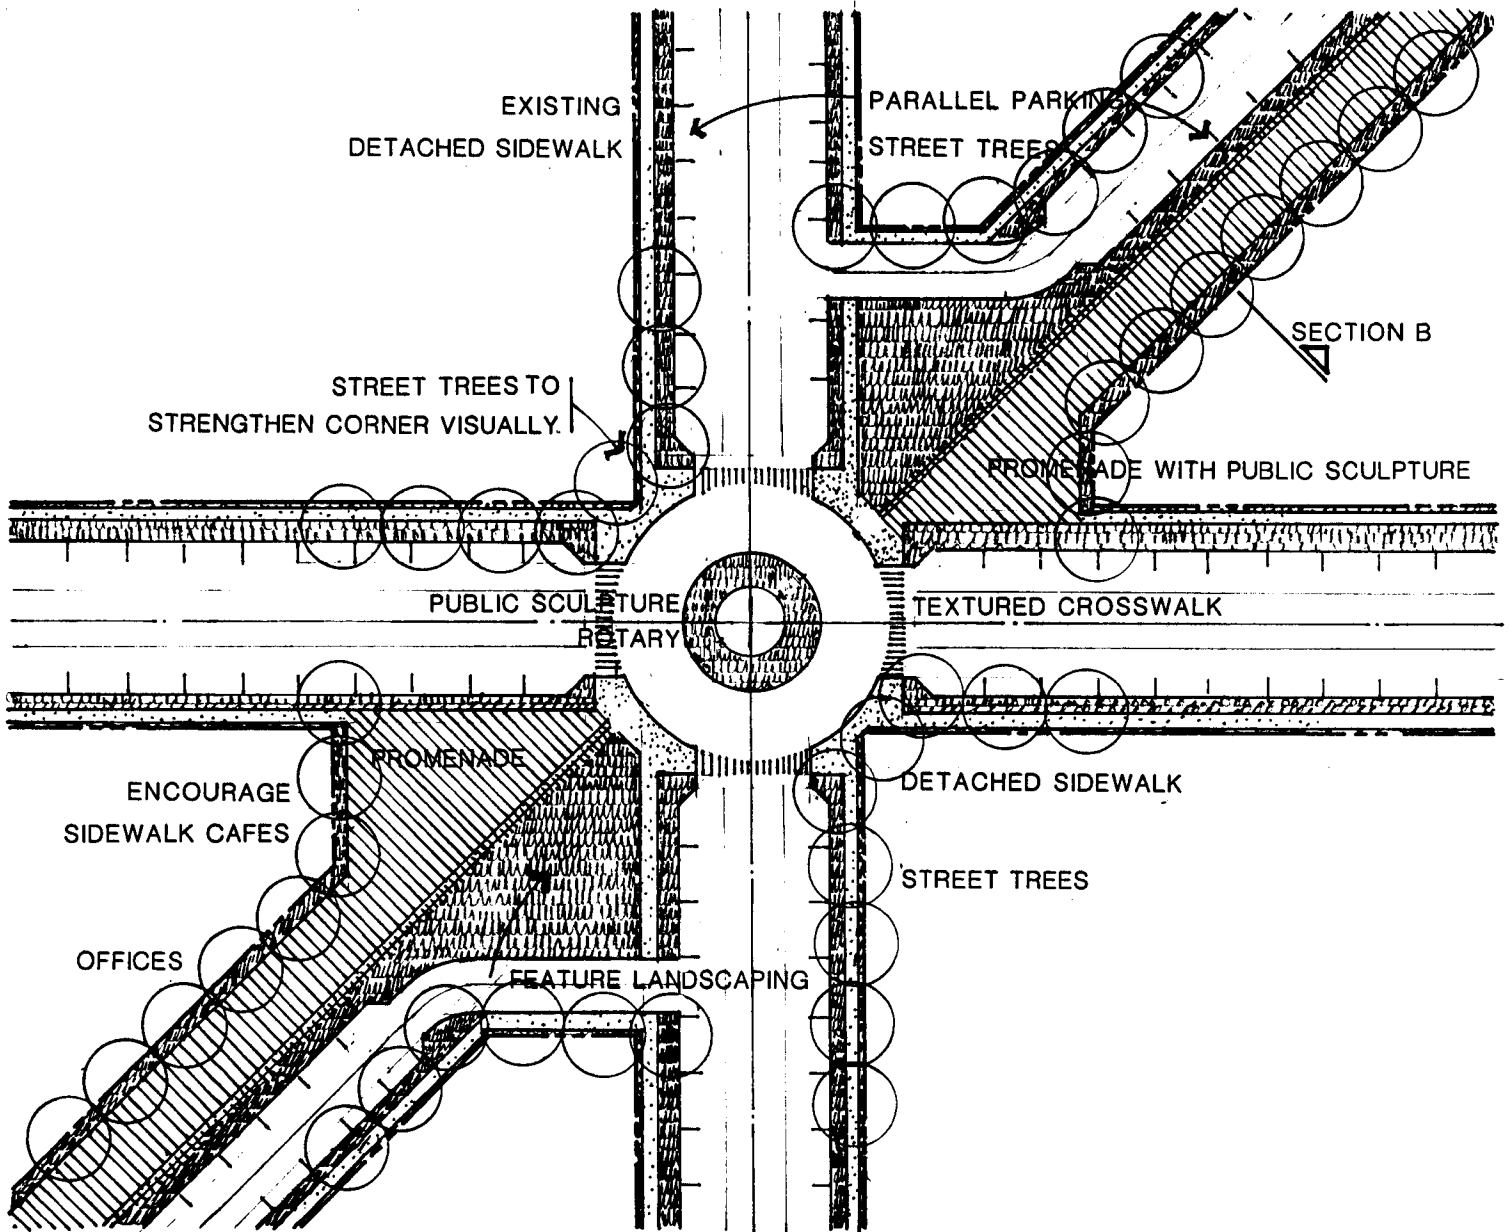 EXISTING
DETACHED SIDEWALK
PARALLEL PARKING
STREET TREES
SECTION B
STREET TREES TO
STRENGTHEN CORNER VISUALLY
PROMENADE WITH PUBLIC SCULPTURE
PUBLIC SCULPTURE
ROTARY
TEXTURED CROSSWALK
PROMENADE
ENCOURAGE
SIDEWALK CAFES
DETACHED SIDEWALK
STREET TREES
OFFICES
FEATURE LANDSCAPING